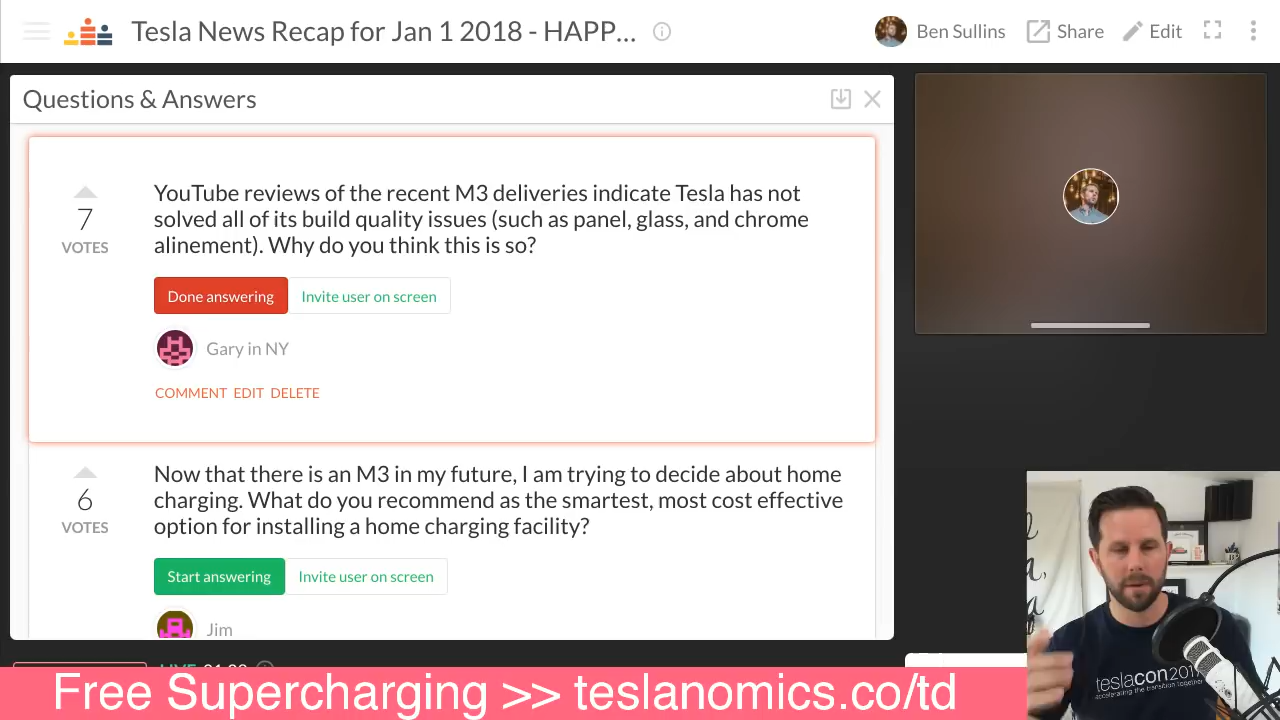 Tesla News Recap for Jan 1 2018 - HAPP...
Ben Sullins
Share
Edit
Questions & Answers
7
VOTES
YouTube reviews of the recent M3 deliveries indicate Tesla has not
solved all of its build quality issues (such as panel, glass, and chrome
alinement). Why do you think this is so?
Done answering
Invite user on screen
Gary in NY
COMMENT EDIT DELETE
6
VOTES
Now that there is an M3 in my future, I am trying to decide about home
charging. What do you recommend as the smartest, most cost effective
option for installing a home charging facility?
Start answering
Invite user on screen
Jim
teslacon2017
accelerating the transition together
Free Supercharging >> teslanomics.co/td